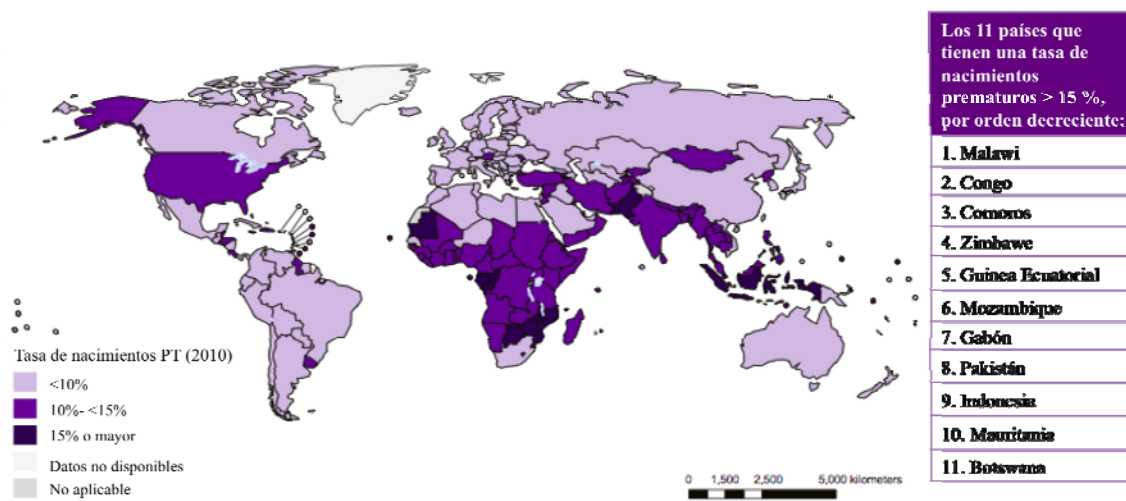 Los 11 países que
tienen una tasa de
nacimientos
prematuros > 15 %,
por orden decreciente:
1. Malawi
2. Congo
3. Comoros
4. Zimbawe
5. Guinea Ecuatorial
6. Mozambique
7. Gabón
8. Pakistán
9. Indonesia
10. Mauritania
11. Botswana
Tasa de nacimientos PT (2010)
<10%
10%- <15%
15% o mayor
Datos no disponibles
No aplicable
0 1,500 2,500 5,000 kilometers